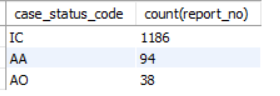 case_status_code count(report_no)
IC 1186
AA 94
AO 38